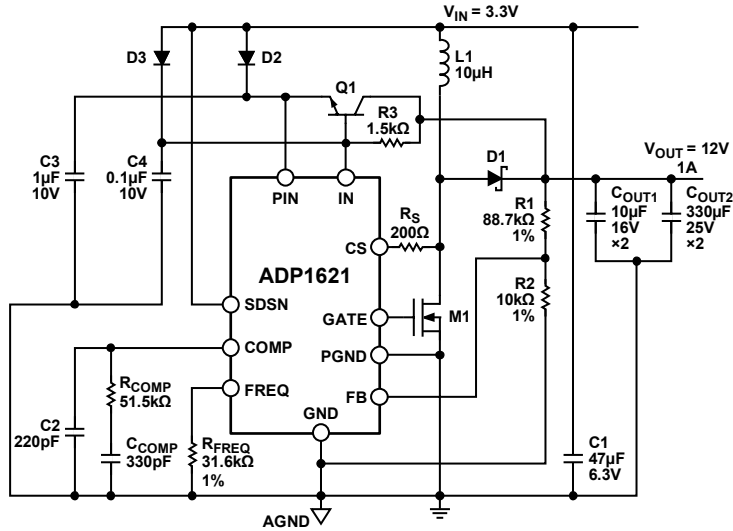 V_IN = 3.3V
D3
D2
L1
10µH
Q1
R3
1.5kΩ
C3
1µF
10V
C4
0.1µF
10V
D1
V_OUT = 12V
1A
PIN
IN
R_S
200Ω
R1
88.7kΩ
1%
C_OUT1
10µF
16V
×2
C_OUT2
330µF
25V
×2
CS
ADP1621
R2
10kΩ
1%
SDSN
GATE
M1
COMP
PGND
FREQ
FB
R_COMP
51.5kΩ
GND
C2
220pF
C_COMP
330pF
R_FREQ
31.6kΩ
1%
C1
47µF
6.3V
AGND